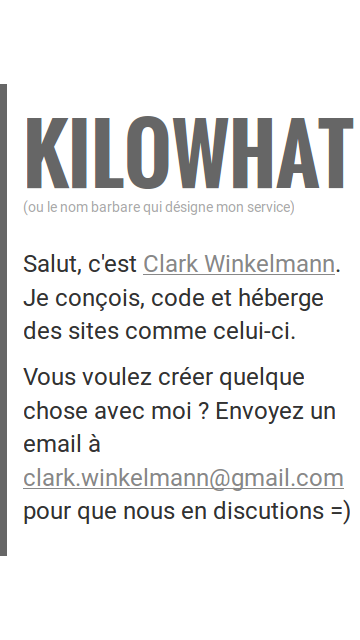 KILOWHAT
(ou le nom barbare qui désigne mon service)
Salut, c'est Clark Winkelmann.
Je conçois, code et héberge
des sites comme celui-ci.
Vous voulez créer quelque
chose avec moi ? Envoyez un
email à
clark.winkelmann@gmail.com
pour que nous en discutions =)